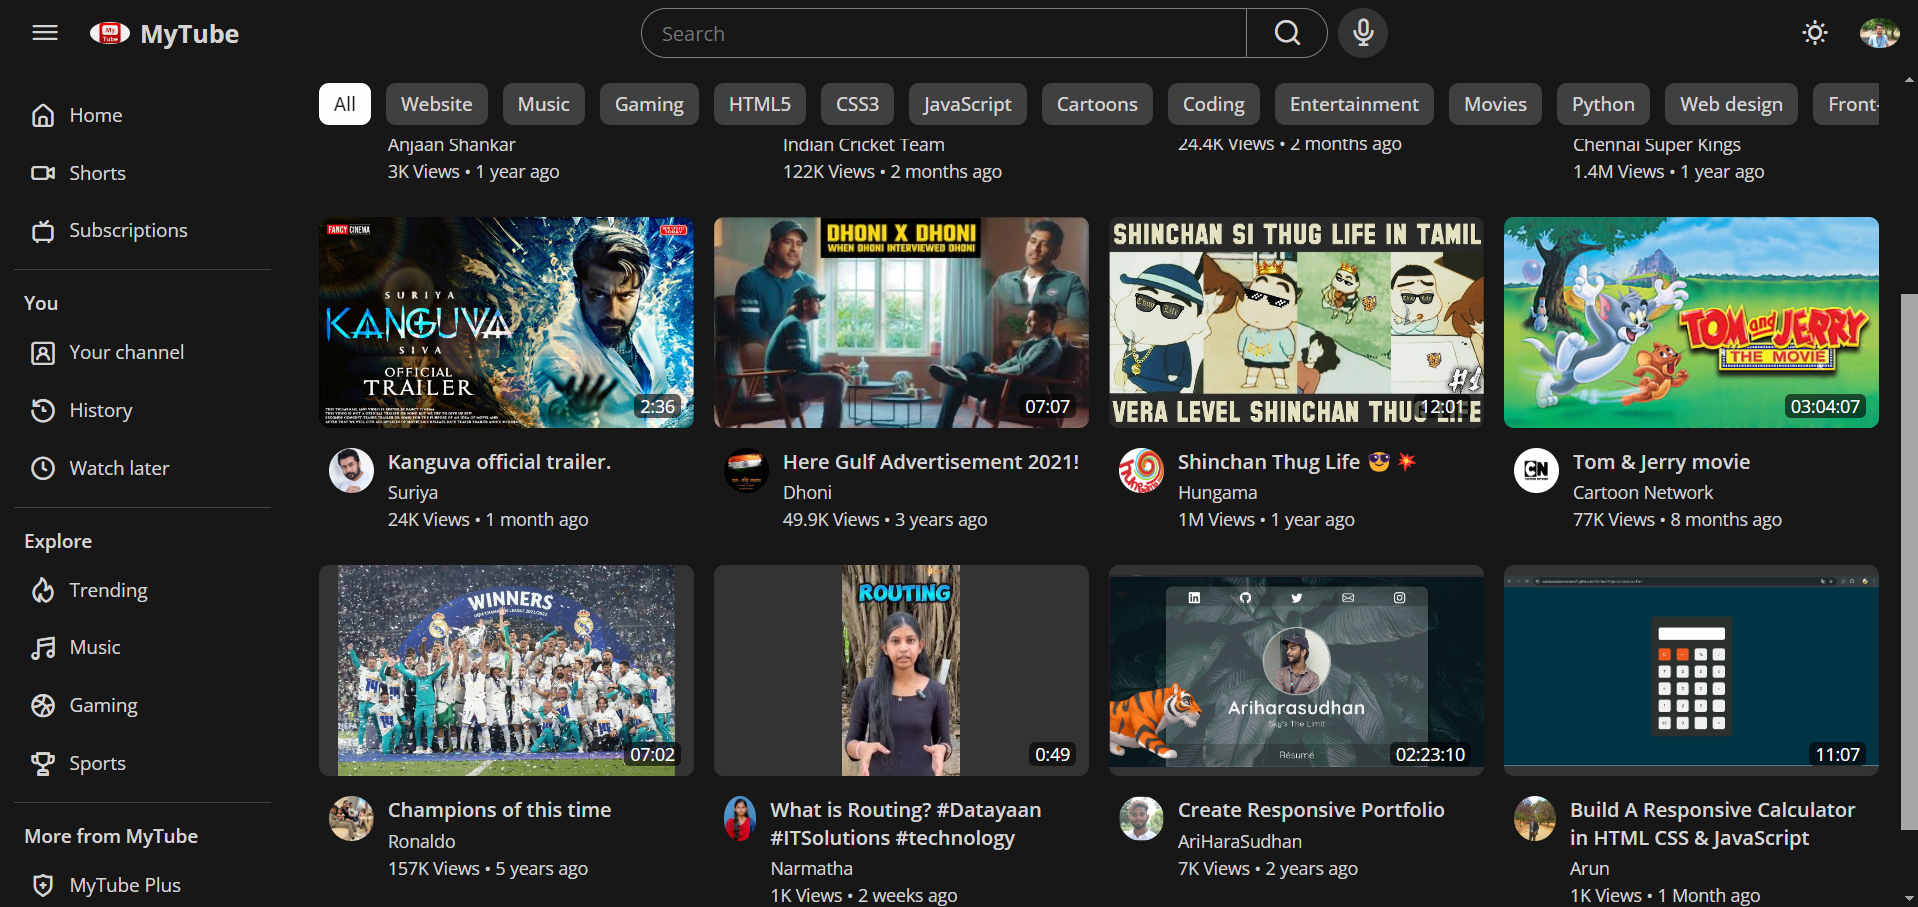 My Tube
MyTube
Search
All
Website
Music
Gaming
HTML5
CSS3
JavaScript
Cartoons
Coding
Entertainment
Movies
Python
Web design
Front-
Home
Shorts
Subscriptions
You
Your channel
History
Watch later
Explore
Trending
Music
Gaming
Sports
More from MyTube
MyTube Plus
Anjaan Shankar
3K Views • 1 year ago
Indian Cricket Team
122K Views • 2 months ago
24.4K Views • 2 months ago
Chennai Super Kings
1.4M Views • 1 year ago
FANCY CINEMA
SURIYA
KANGUVA
SIVA
OFFICIAL
TRAILER
2:36
Kanguva official trailer.
Suriya
24K Views • 1 month ago
DHONI X DHONI
WHEN DHONI INTERVIEWED DHONI
07:07
Here Gulf Advertisement 2021!
Dhoni
49.9K Views • 3 years ago
SHINCHAN SI THUG LIFE IN TAMIL
Thug Life
Thug Life
#1
VERA LEVEL SHINCHAN THUG LIFE
12:01
Shinchan Thug Life 😎 💥
Hungama
1M Views • 1 year ago
TOM and JERRY
THE MOVIE
03:04:07
CN
Tom & Jerry movie
Cartoon Network
77K Views • 8 months ago
WINNERS
07:02
Champions of this time
Ronaldo
157K Views • 5 years ago
ROUTING
0:49
What is Routing? #Datayaan
#ITSolutions #technology
Narmatha
1K Views • 2 weeks ago
Ariharasudhan
Sky's The Limit
Résumé
02:23:10
Create Responsive Portfolio
AriHaraSudhan
7K Views • 2 years ago
11:07
Build A Responsive Calculator
in HTML CSS & JavaScript
Arun
1K Views • 1 Month ago